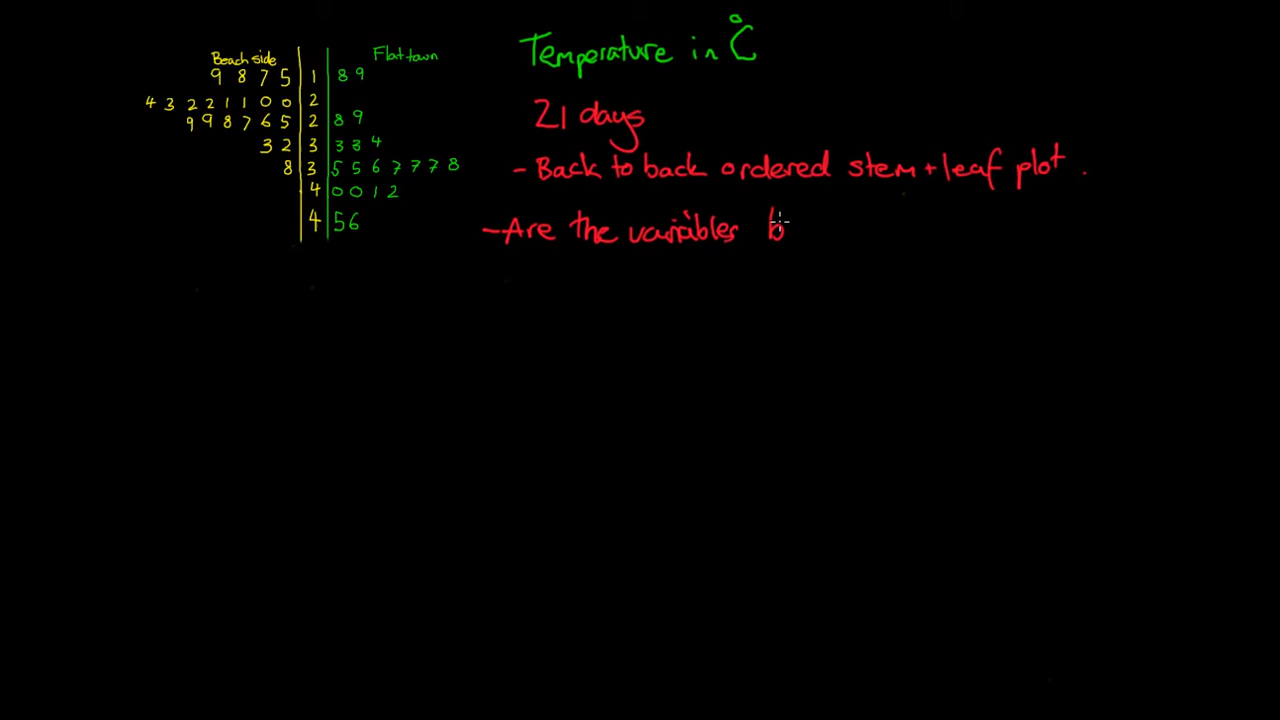 Temperature in °C
Beach side Flat town
9 8 7 5 | 1 | 8 9
4 3 2 2 1 1 0 0 | 2 |
9 9 8 7 6 5 | 2 | 8 9
3 2 | 3 | 3 3 4
8 | 3 | 5 5 6 7 7 7 8
| 4 | 0 0 1 2
| 4 | 5 6
21 days
- Back to back ordered stem + leaf plot.
- Are the variables b